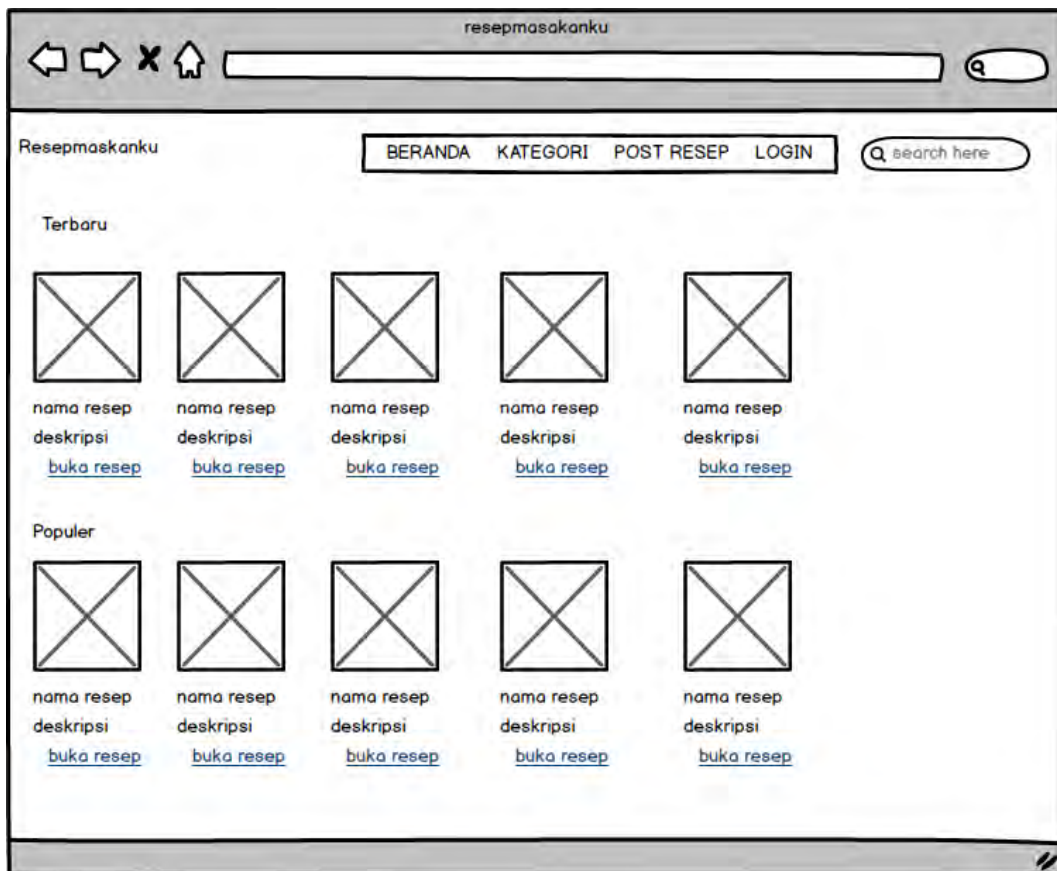 resepmasakanku
Resepmaskanku BERANDA KATEGORI POST RESEP LOGIN search here
Terbaru
nama resep nama resep nama resep nama resep nama resep
deskripsi deskripsi deskripsi deskripsi deskripsi
buka resep buka resep buka resep buka resep buka resep
Populer
nama resep nama resep nama resep nama resep nama resep
deskripsi deskripsi deskripsi deskripsi deskripsi
buka resep buka resep buka resep buka resep buka resep